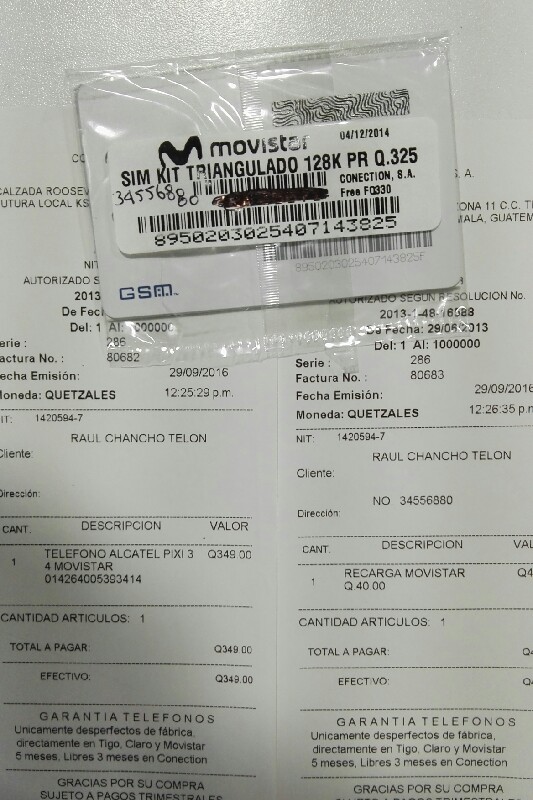 movistar
04/12/2014
SIM KIT TRIANGULADO 128K PR Q.325
34556880
CONECTION, S.A.
Free FQ330
8950203025407143825
8950203025407143825F
GSM
CALZADA ROOSEV
FUTURA LOCAL KS
NIT
AUTORIZADO S
2013
De Fech
Del: 1 Al: 1000000
Serie : 286
Factura No. : 80682
Fecha Emisión: 29/09/2016
Moneda: QUETZALES 12:25:29 p.m.
NIT: 1420594-7
RAUL CHANCHO TELON
Cliente:
Dirección:
CANT. DESCRIPCION VALOR
1 TELEFONO ALCATEL PIXI 3 Q349.00
4 MOVISTAR
014264005393414
CANTIDAD ARTICULOS: 1
TOTAL A PAGAR: Q349.00
EFECTIVO: Q349.00
GARANTIA TELEFONOS
Unicamente desperfectos de fábrica,
directamente en Tigo, Claro y Movistar
5 meses, Libres 3 meses en Conection
GRACIAS POR SU COMPRA
SUJETO A PAGOS TRIMESTRALES
S. A.
ZONA 11 C.C. T
MALA, GUATEM
AUTORIZADO SEGUN RESOLUCION No.
2013-1-48-16088
De Fecha: 29/06/2013
Del: 1 Al: 1000000
Serie : 286
Factura No. : 80683
Fecha Emisión: 29/09/2016
Moneda: QUETZALES 12:26:35 p.m
NIT: 1420594-7
RAUL CHANCHO TELON
Cliente:
NO 34556880
Dirección:
CANT. DESCRIPCION VAL
1 RECARGA MOVISTAR Q4
Q.40.00
CANTIDAD ARTICULOS: 1
TOTAL A PAGAR: Q4
EFECTIVO: Q4
GARANTIA TELEFONOS
Unicamente desperfectos de fábrica,
directamente en Tigo, Claro y Movistar
5 meses, Libres 3 meses en Conection
GRACIAS POR SU COMPRA
SUJETO A PAGOS TRIMESTRALES